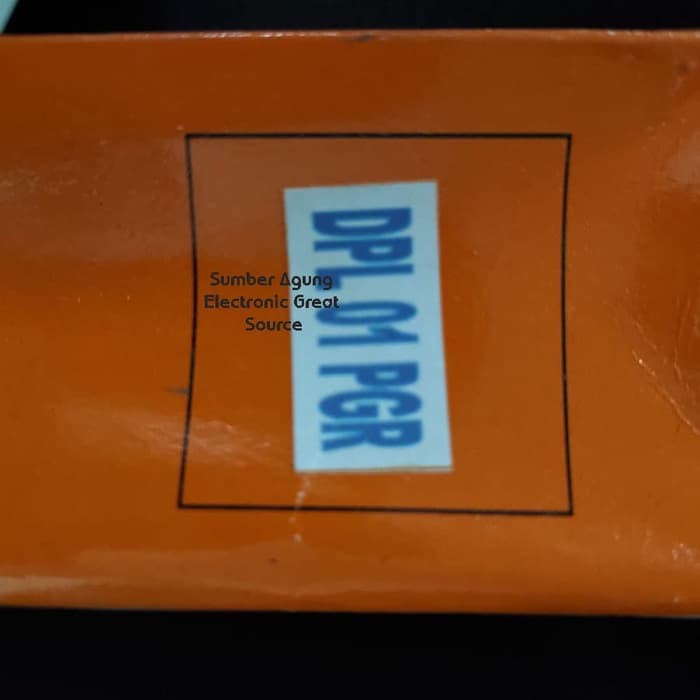 Sumber Agung
Electronic Great
Source
DPL 01 PGR